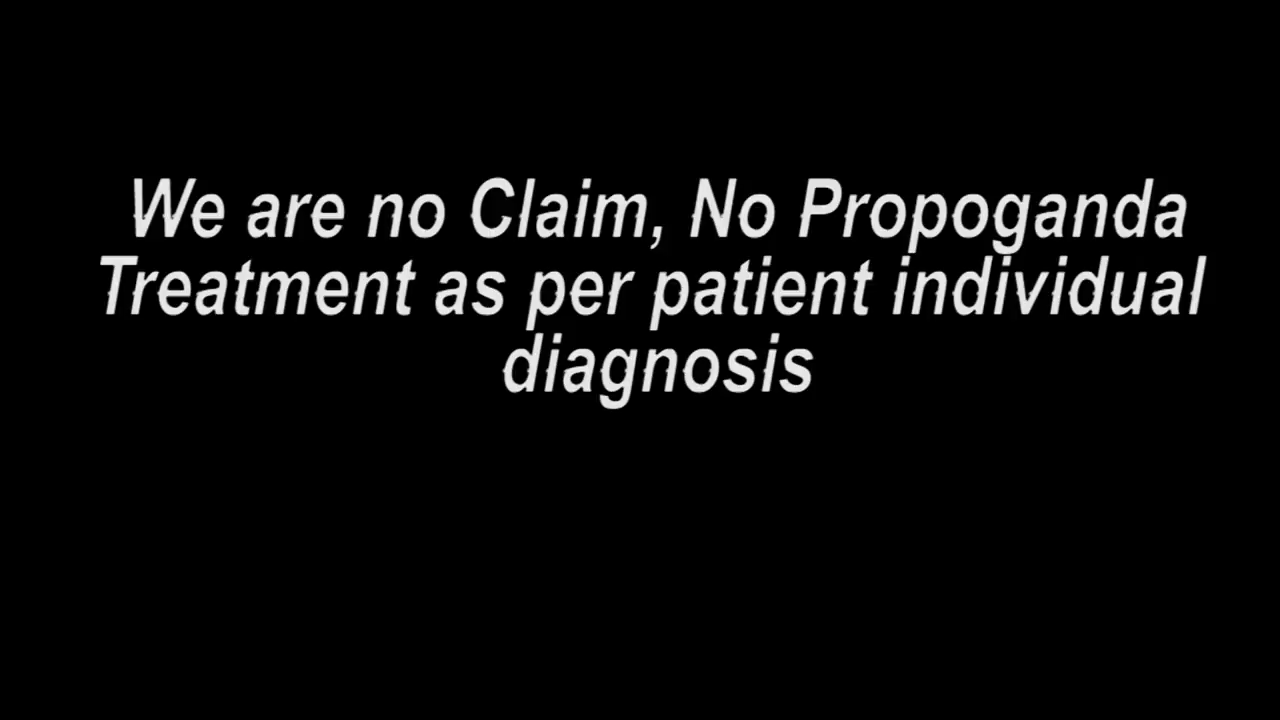 We are no Claim, No Propoganda
Treatment as per patient individual
diagnosis